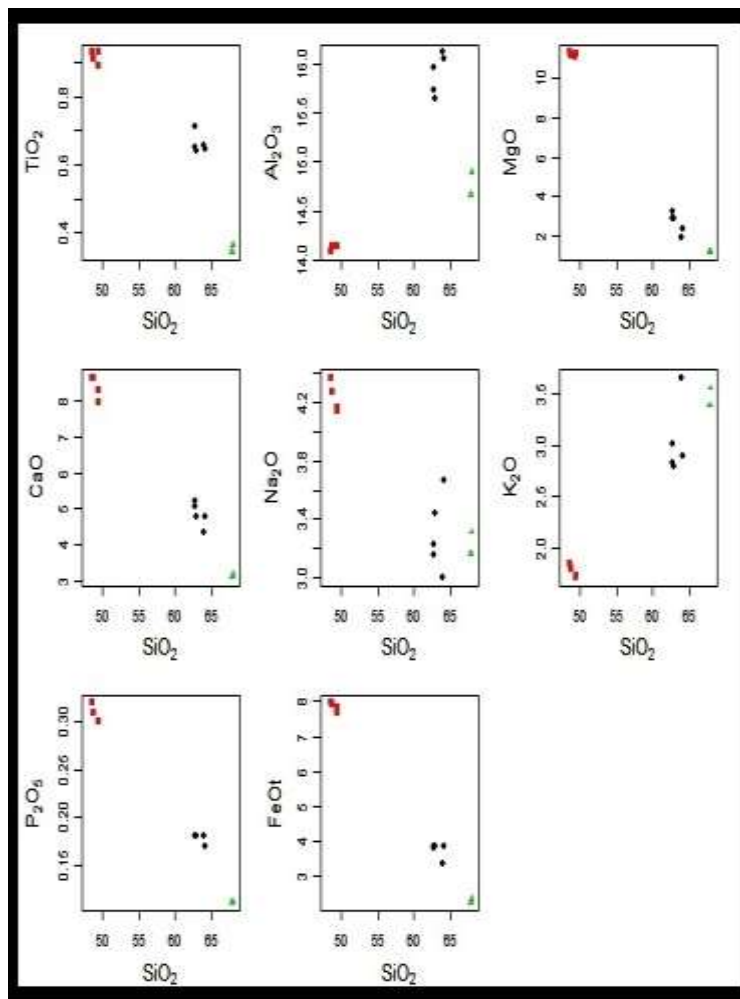 TiO₂
0.4 0.6 0.8
50 55 60 65
SiO₂
Al₂O₃
14.0 14.5 15.0 15.5 16.0
50 55 60 65
SiO₂
MgO
2 4 6 8 10
50 55 60 65
SiO₂
CaO
3 4 5 6 7 8
50 55 60 65
SiO₂
Na₂O
3.0 3.4 3.8 4.2
50 55 60 65
SiO₂
K₂O
2.0 2.5 3.0 3.5
50 55 60 65
SiO₂
P₂O₅
0.15 0.20 0.25 0.30
50 55 60 65
SiO₂
FeOt
3 4 5 6 7 8
50 55 60 65
SiO₂